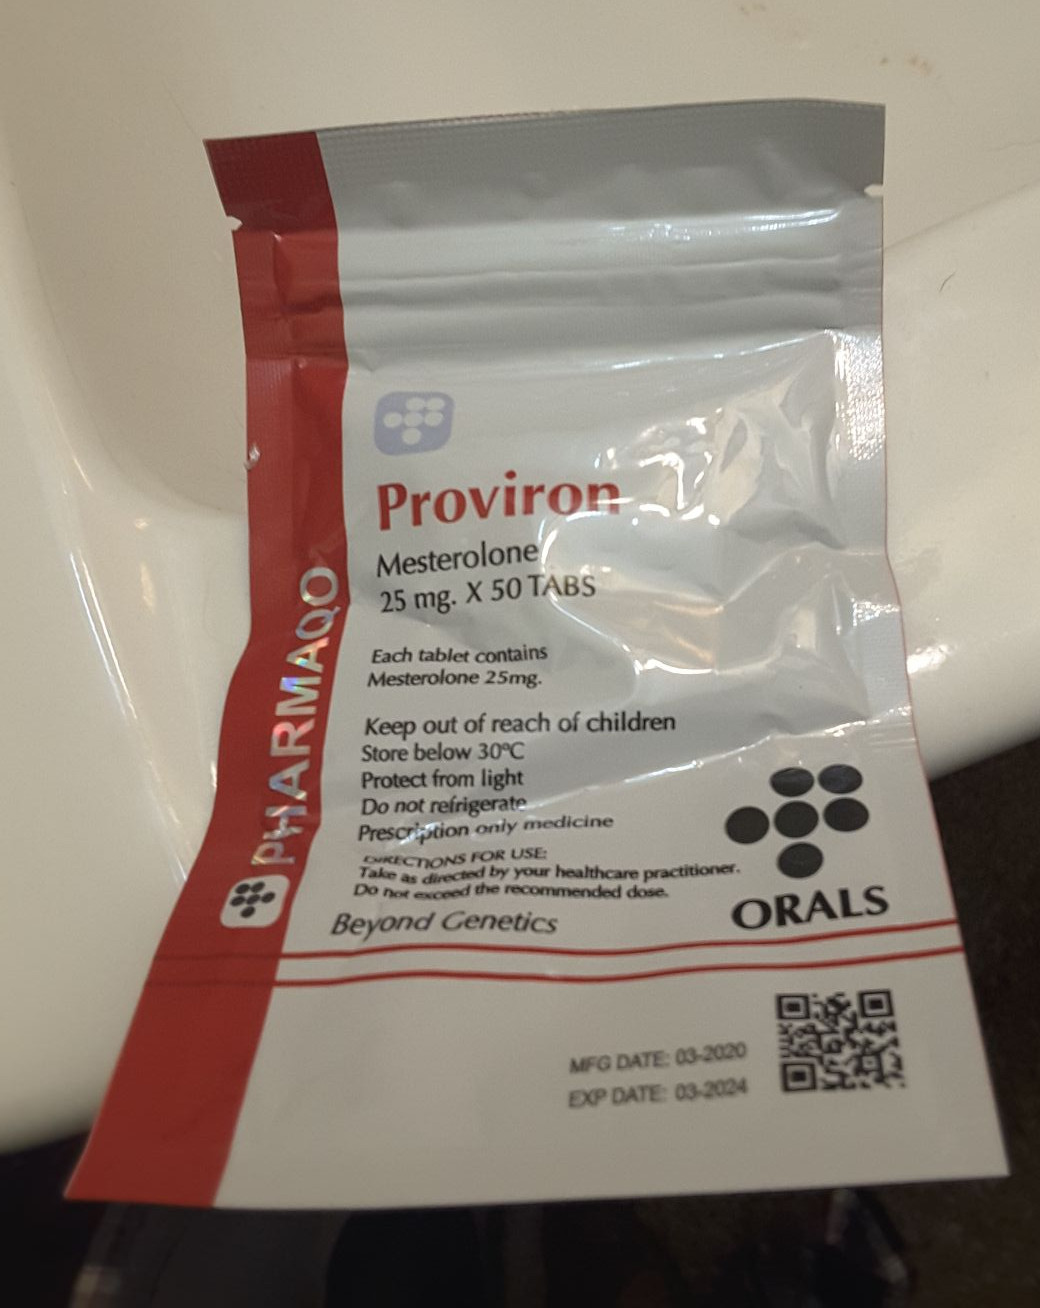 PHARMAQO
Proviron
Mesterolone
25 mg. X 50 TABS
Each tablet contains
Mesterolone 25mg.
Keep out of reach of children
Store below 30ºC
Protect from light
Do not refrigerate
Prescription only medicine
DIRECTIONS FOR USE:
Take as directed by your healthcare practitioner.
Do not exceed the recommended dose.
Beyond Genetics
ORALS
MFG DATE: 03-2020
EXP DATE: 03-2024